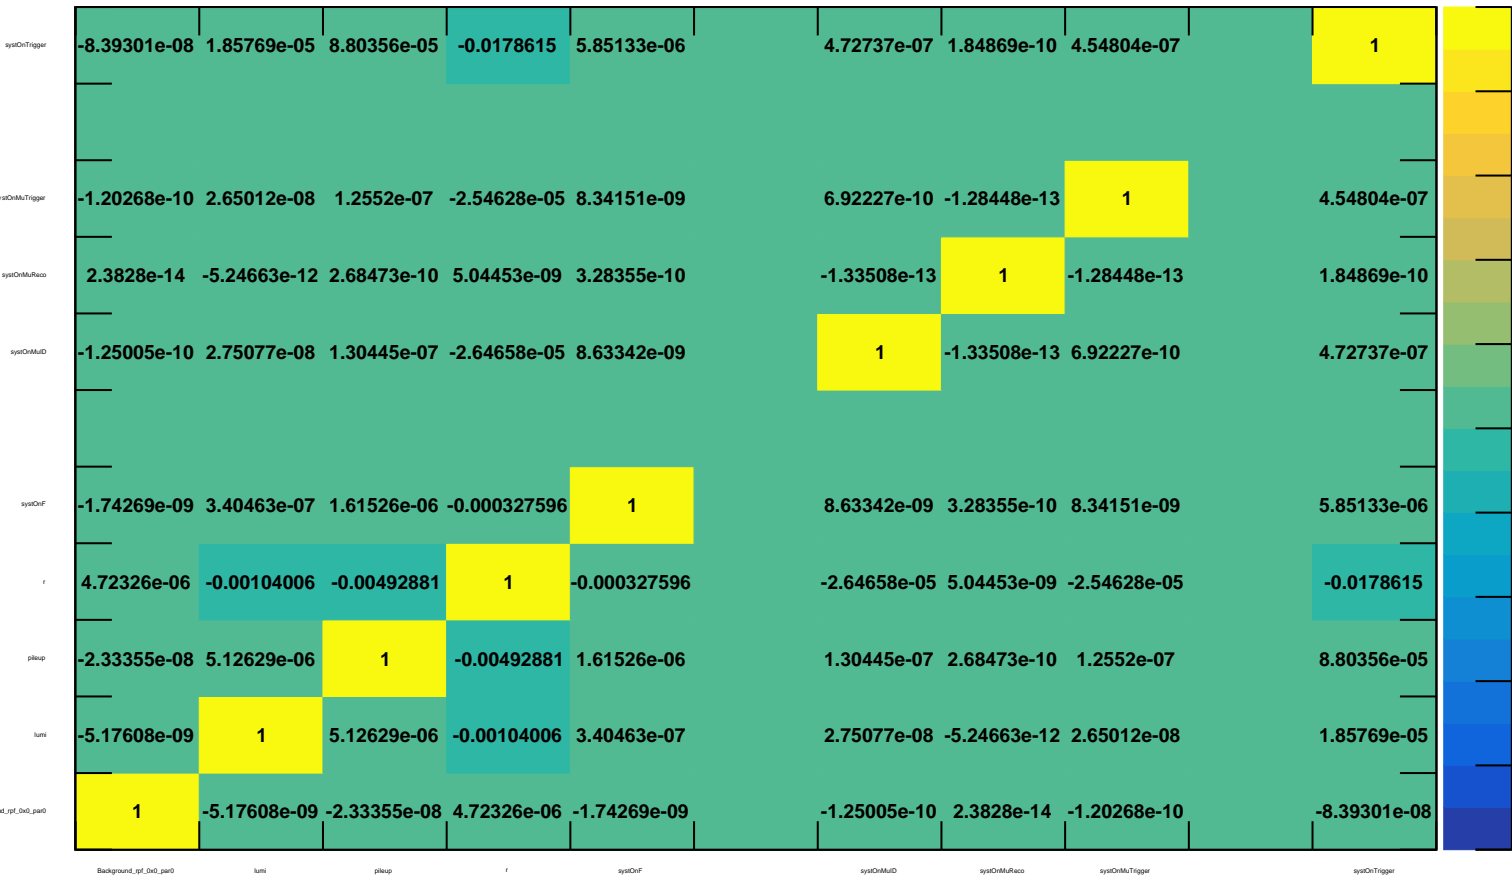 systOnTrigger -8.39301e-08 1.85769e-05 8.80356e-05 -0.0178615 5.85133e-06 4.72737e-07 1.84869e-10 4.54804e-07 1
ystOnMuTrigger -1.20268e-10 2.65012e-08 1.2552e-07 -2.54628e-05 8.34151e-09 6.92227e-10 -1.28448e-13 1 4.54804e-07
systOnMuReco 2.3828e-14 -5.24663e-12 2.68473e-10 5.04453e-09 3.28355e-10 -1.33508e-13 1 -1.28448e-13 1.84869e-10
systOnMuID -1.25005e-10 2.75077e-08 1.30445e-07 -2.64658e-05 8.63342e-09 1 -1.33508e-13 6.92227e-10 4.72737e-07
systOnF -1.74269e-09 3.40463e-07 1.61526e-06 -0.000327596 1 8.63342e-09 3.28355e-10 8.34151e-09 5.85133e-06
r 4.72326e-06 -0.00104006 -0.00492881 1 -0.000327596 -2.64658e-05 5.04453e-09 -2.54628e-05 -0.0178615
pileup -2.33355e-08 5.12629e-06 1 -0.00492881 1.61526e-06 1.30445e-07 2.68473e-10 1.2552e-07 8.80356e-05
lumi -5.17608e-09 1 5.12629e-06 -0.00104006 3.40463e-07 2.75077e-08 -5.24663e-12 2.65012e-08 1.85769e-05
d_rpf_0x0_par0 1 -5.17608e-09 -2.33355e-08 4.72326e-06 -1.74269e-09 -1.25005e-10 2.3828e-14 -1.20268e-10 -8.39301e-08
Background_rpf_0x0_par0 lumi pileup r systOnF systOnMuID systOnMuReco systOnMuTrigger systOnTrigger